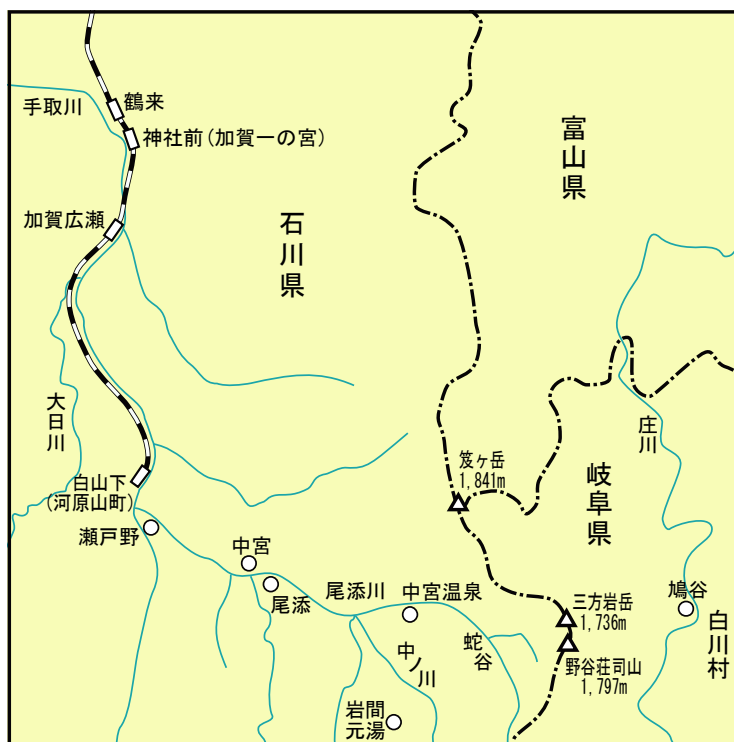 手取川
鶴来
神社前(加賀一の宮)
富山県
加賀広瀬
石川県
大日川
庄川
笈ヶ岳
1,841m
岐阜県
白山下
(河原山町)
瀬戸野
中宮
尾添
尾添川
中宮温泉
三方岩岳
1,736m
鳩谷
白川村
蛇谷
中ノ川
野谷荘司山
1,797m
岩間
元湯